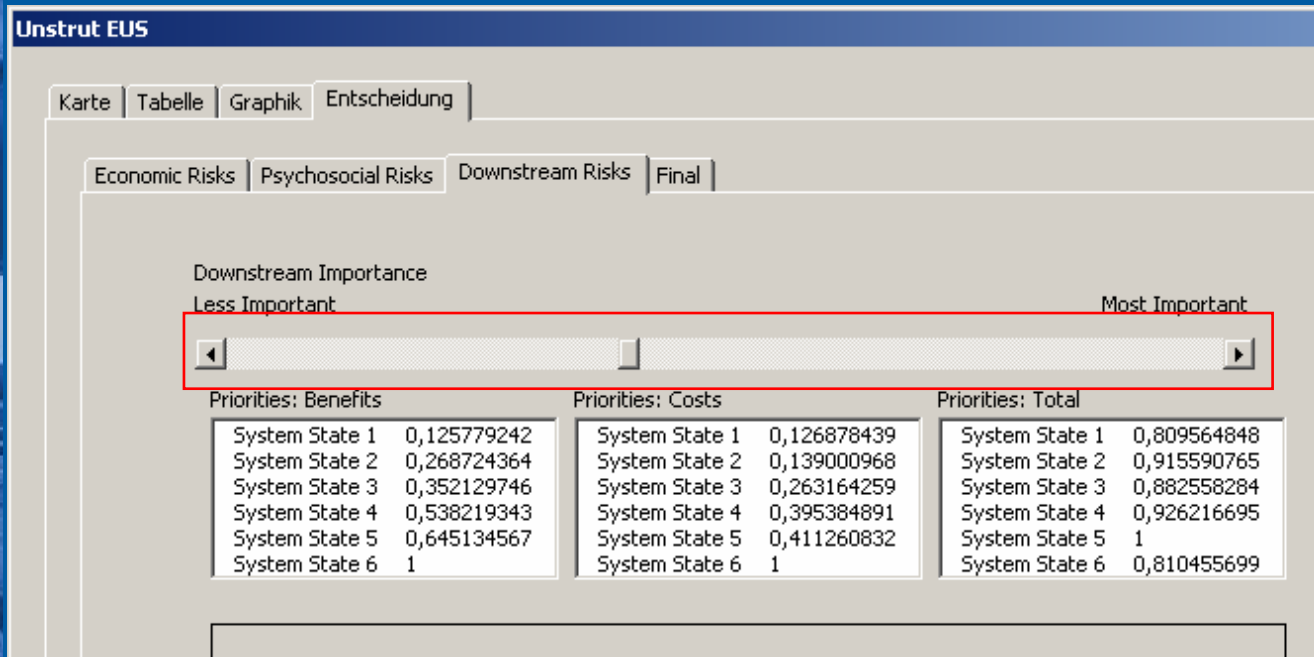 Unstrut EUS
Karte Tabelle Graphik Entscheidung
Economic Risks Psychosocial Risks Downstream Risks Final
Downstream Importance
Less Important Most Important
Priorities: Benefits Priorities: Costs Priorities: Total
System State 1 0,125779242 System State 1 0,126878439 System State 1 0,809564848
System State 2 0,268724364 System State 2 0,139000968 System State 2 0,915590765
System State 3 0,352129746 System State 3 0,263164259 System State 3 0,882558284
System State 4 0,538219343 System State 4 0,395384891 System State 4 0,926216695
System State 5 0,645134567 System State 5 0,411260832 System State 5 1
System State 6 1 System State 6 1 System State 6 0,810455699